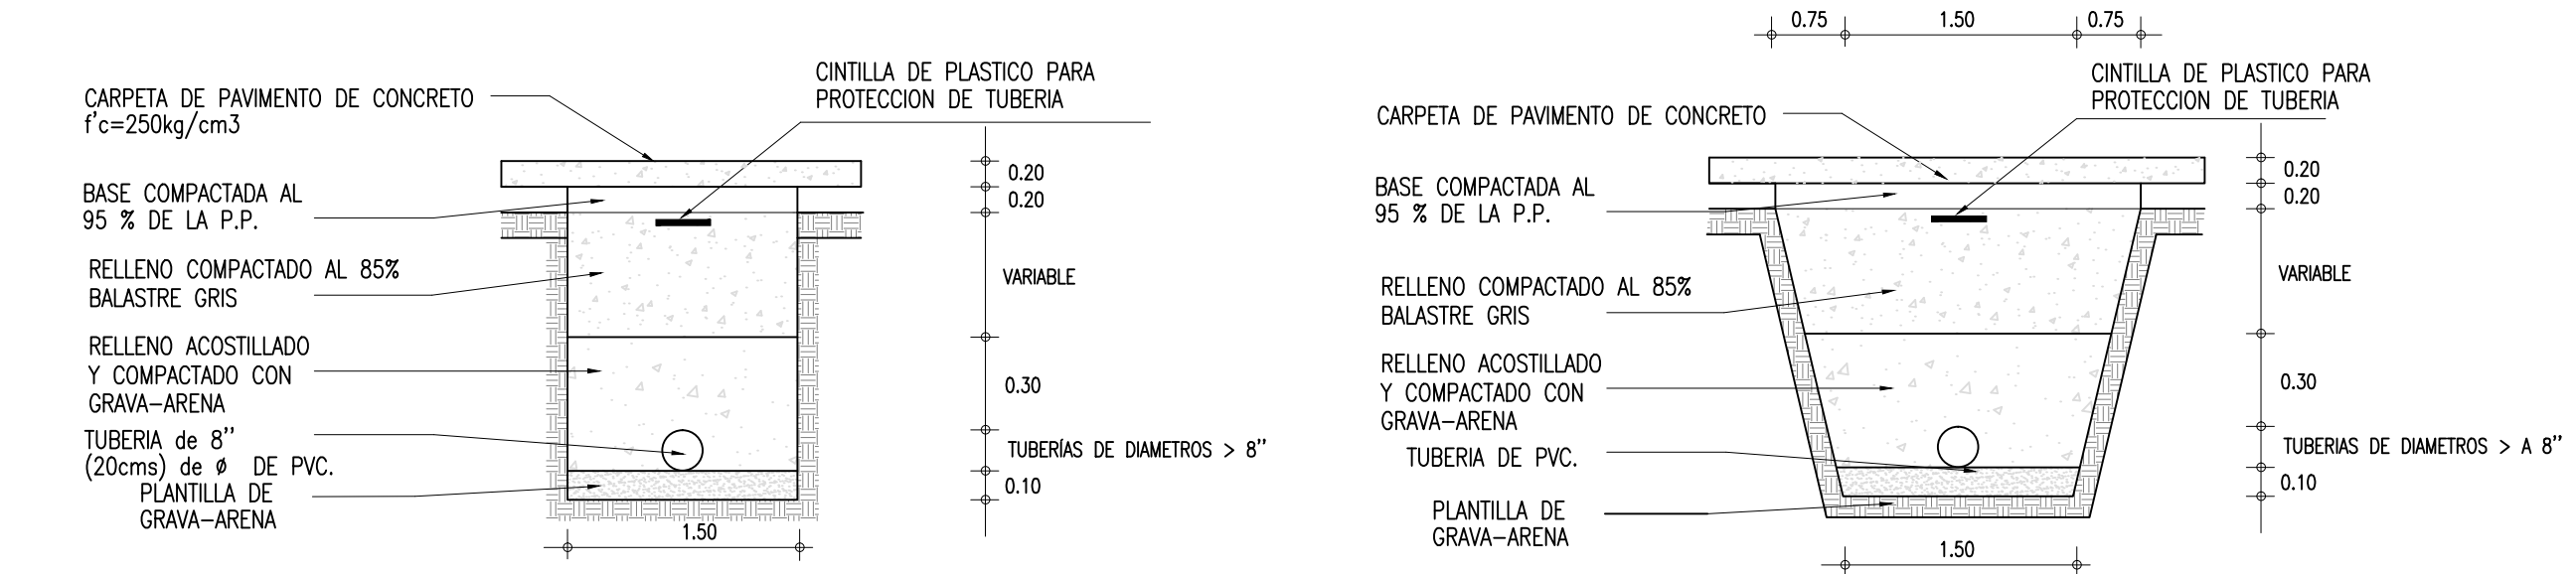 CARPETA DE PAVIMENTO DE CONCRETO
f'c=250kg/cm3
CINTILLA DE PLASTICO PARA
PROTECCION DE TUBERIA
BASE COMPACTADA AL
95 % DE LA P.P.
RELLENO COMPACTADO AL 85%
BALASTRE GRIS
RELLENO ACOSTILLADO
Y COMPACTADO CON
GRAVA-ARENA
TUBERIA de 8''
(20cms) de ø DE PVC.
PLANTILLA DE
GRAVA-ARENA
0.20
0.20
VARIABLE
0.30
TUBERÍAS DE DIAMETROS > 8''
0.10
1.50
0.75 1.50 0.75
CINTILLA DE PLASTICO PARA
PROTECCION DE TUBERIA
CARPETA DE PAVIMENTO DE CONCRETO
BASE COMPACTADA AL
95 % DE LA P.P.
RELLENO COMPACTADO AL 85%
BALASTRE GRIS
RELLENO ACOSTILLADO
Y COMPACTADO CON
GRAVA-ARENA
TUBERIA DE PVC.
PLANTILLA DE
GRAVA-ARENA
0.20
0.20
VARIABLE
0.30
TUBERIAS DE DIAMETROS > A 8''
0.10
1.50